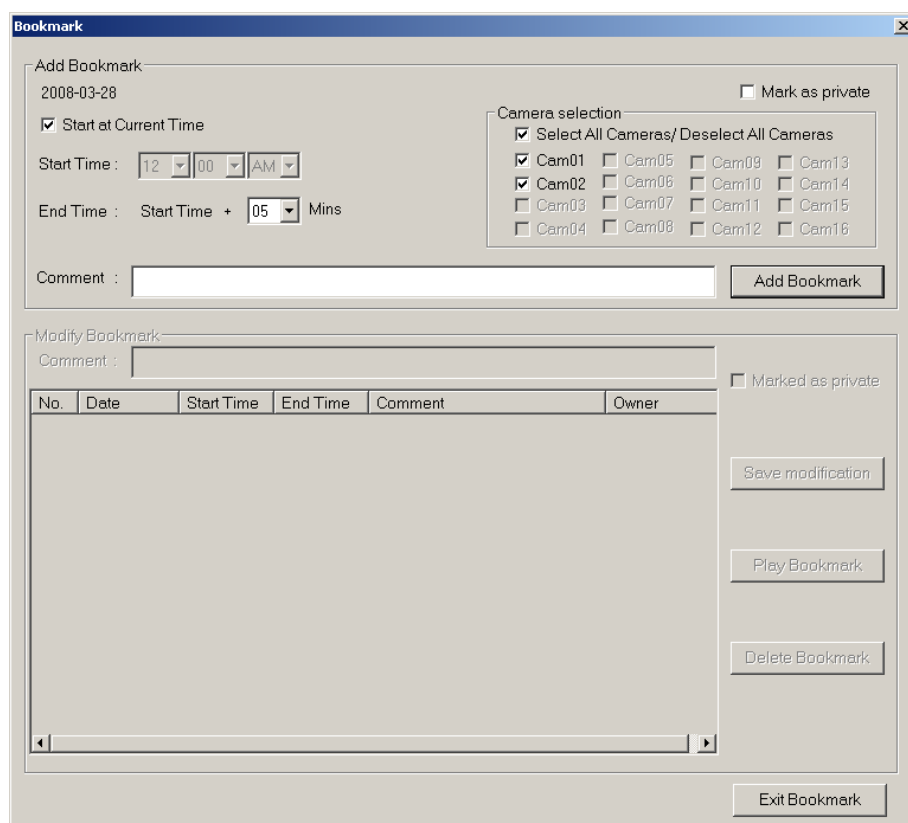 Bookmark
Add Bookmark
2008-03-28
Mark as private
Start at Current Time
Camera selection
Select All Cameras/ Deselect All Cameras
Start Time : 12 00 AM
Cam01 Cam05 Cam09 Cam13
Cam02 Cam06 Cam10 Cam14
End Time : Start Time + 05 Mins
Cam03 Cam07 Cam11 Cam15
Cam04 Cam08 Cam12 Cam16
Comment : Add Bookmark
Modify Bookmark
Comment :
Marked as private
No. Date Start Time End Time Comment Owner
Save modification
Play Bookmark
Delete Bookmark
Exit Bookmark